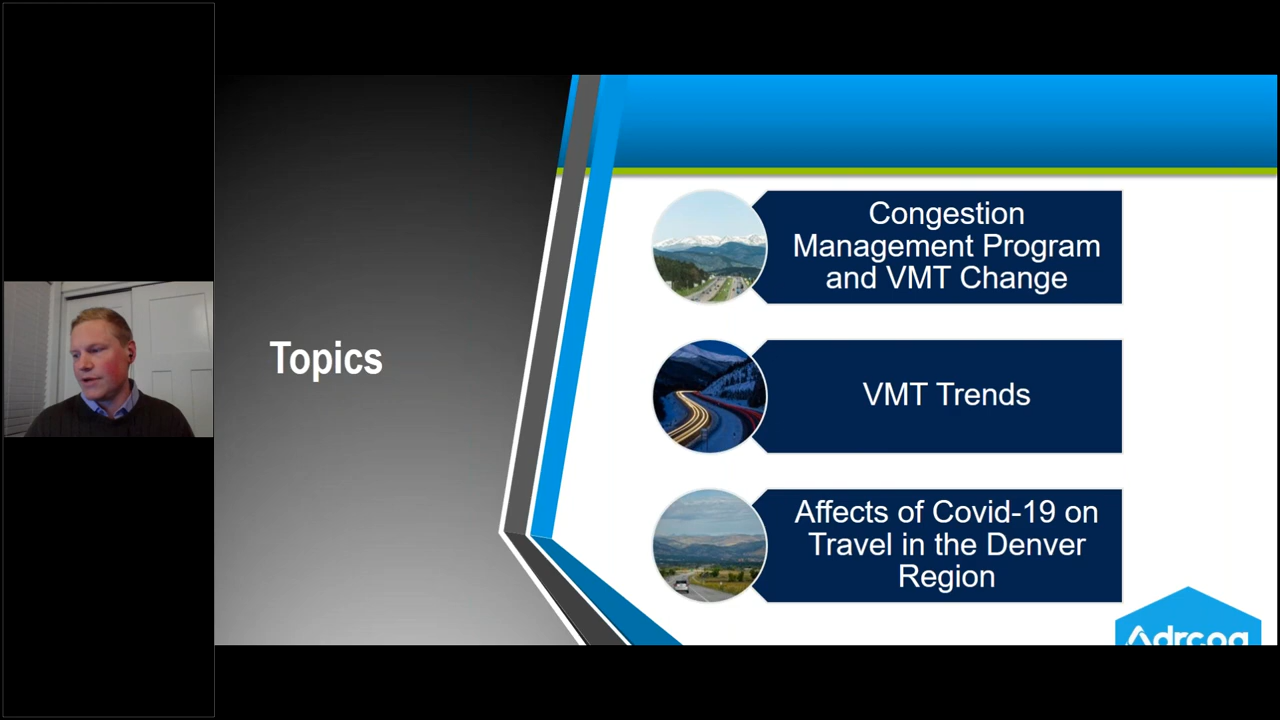 Topics
Congestion
Management Program
and VMT Change
VMT Trends
Affects of Covid-19 on
Travel in the Denver
Region
drcog